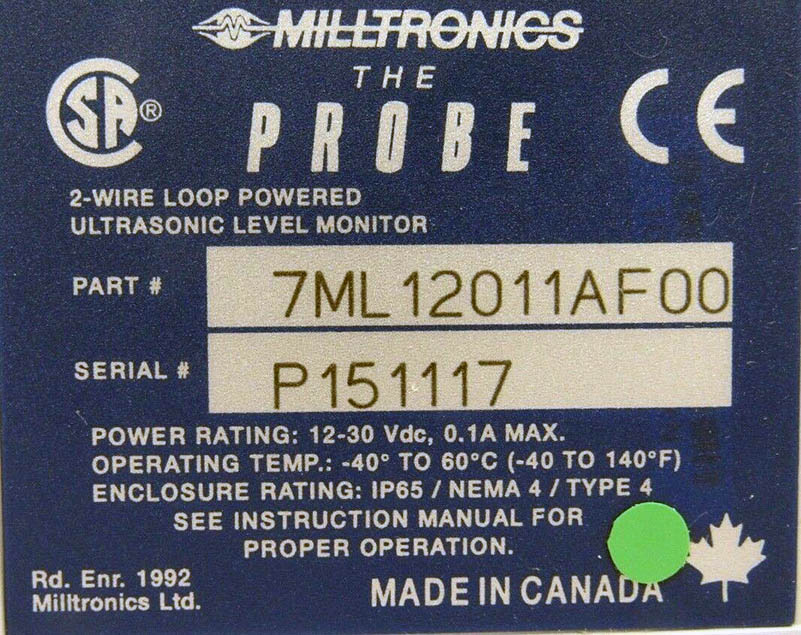 MILLTRONICS
THE
PROBE
SA ®
CE
2-WIRE LOOP POWERED
ULTRASONIC LEVEL MONITOR
PART # 7ML12011AF00
SERIAL # P151117
POWER RATING: 12-30 Vdc, 0.1A MAX.
OPERATING TEMP.: -40° TO 60°C (-40 TO 140°F)
ENCLOSURE RATING: IP65 / NEMA 4 / TYPE 4
SEE INSTRUCTION MANUAL FOR
PROPER OPERATION.
Rd. Enr. 1992
Milltronics Ltd.
MADE IN CANADA